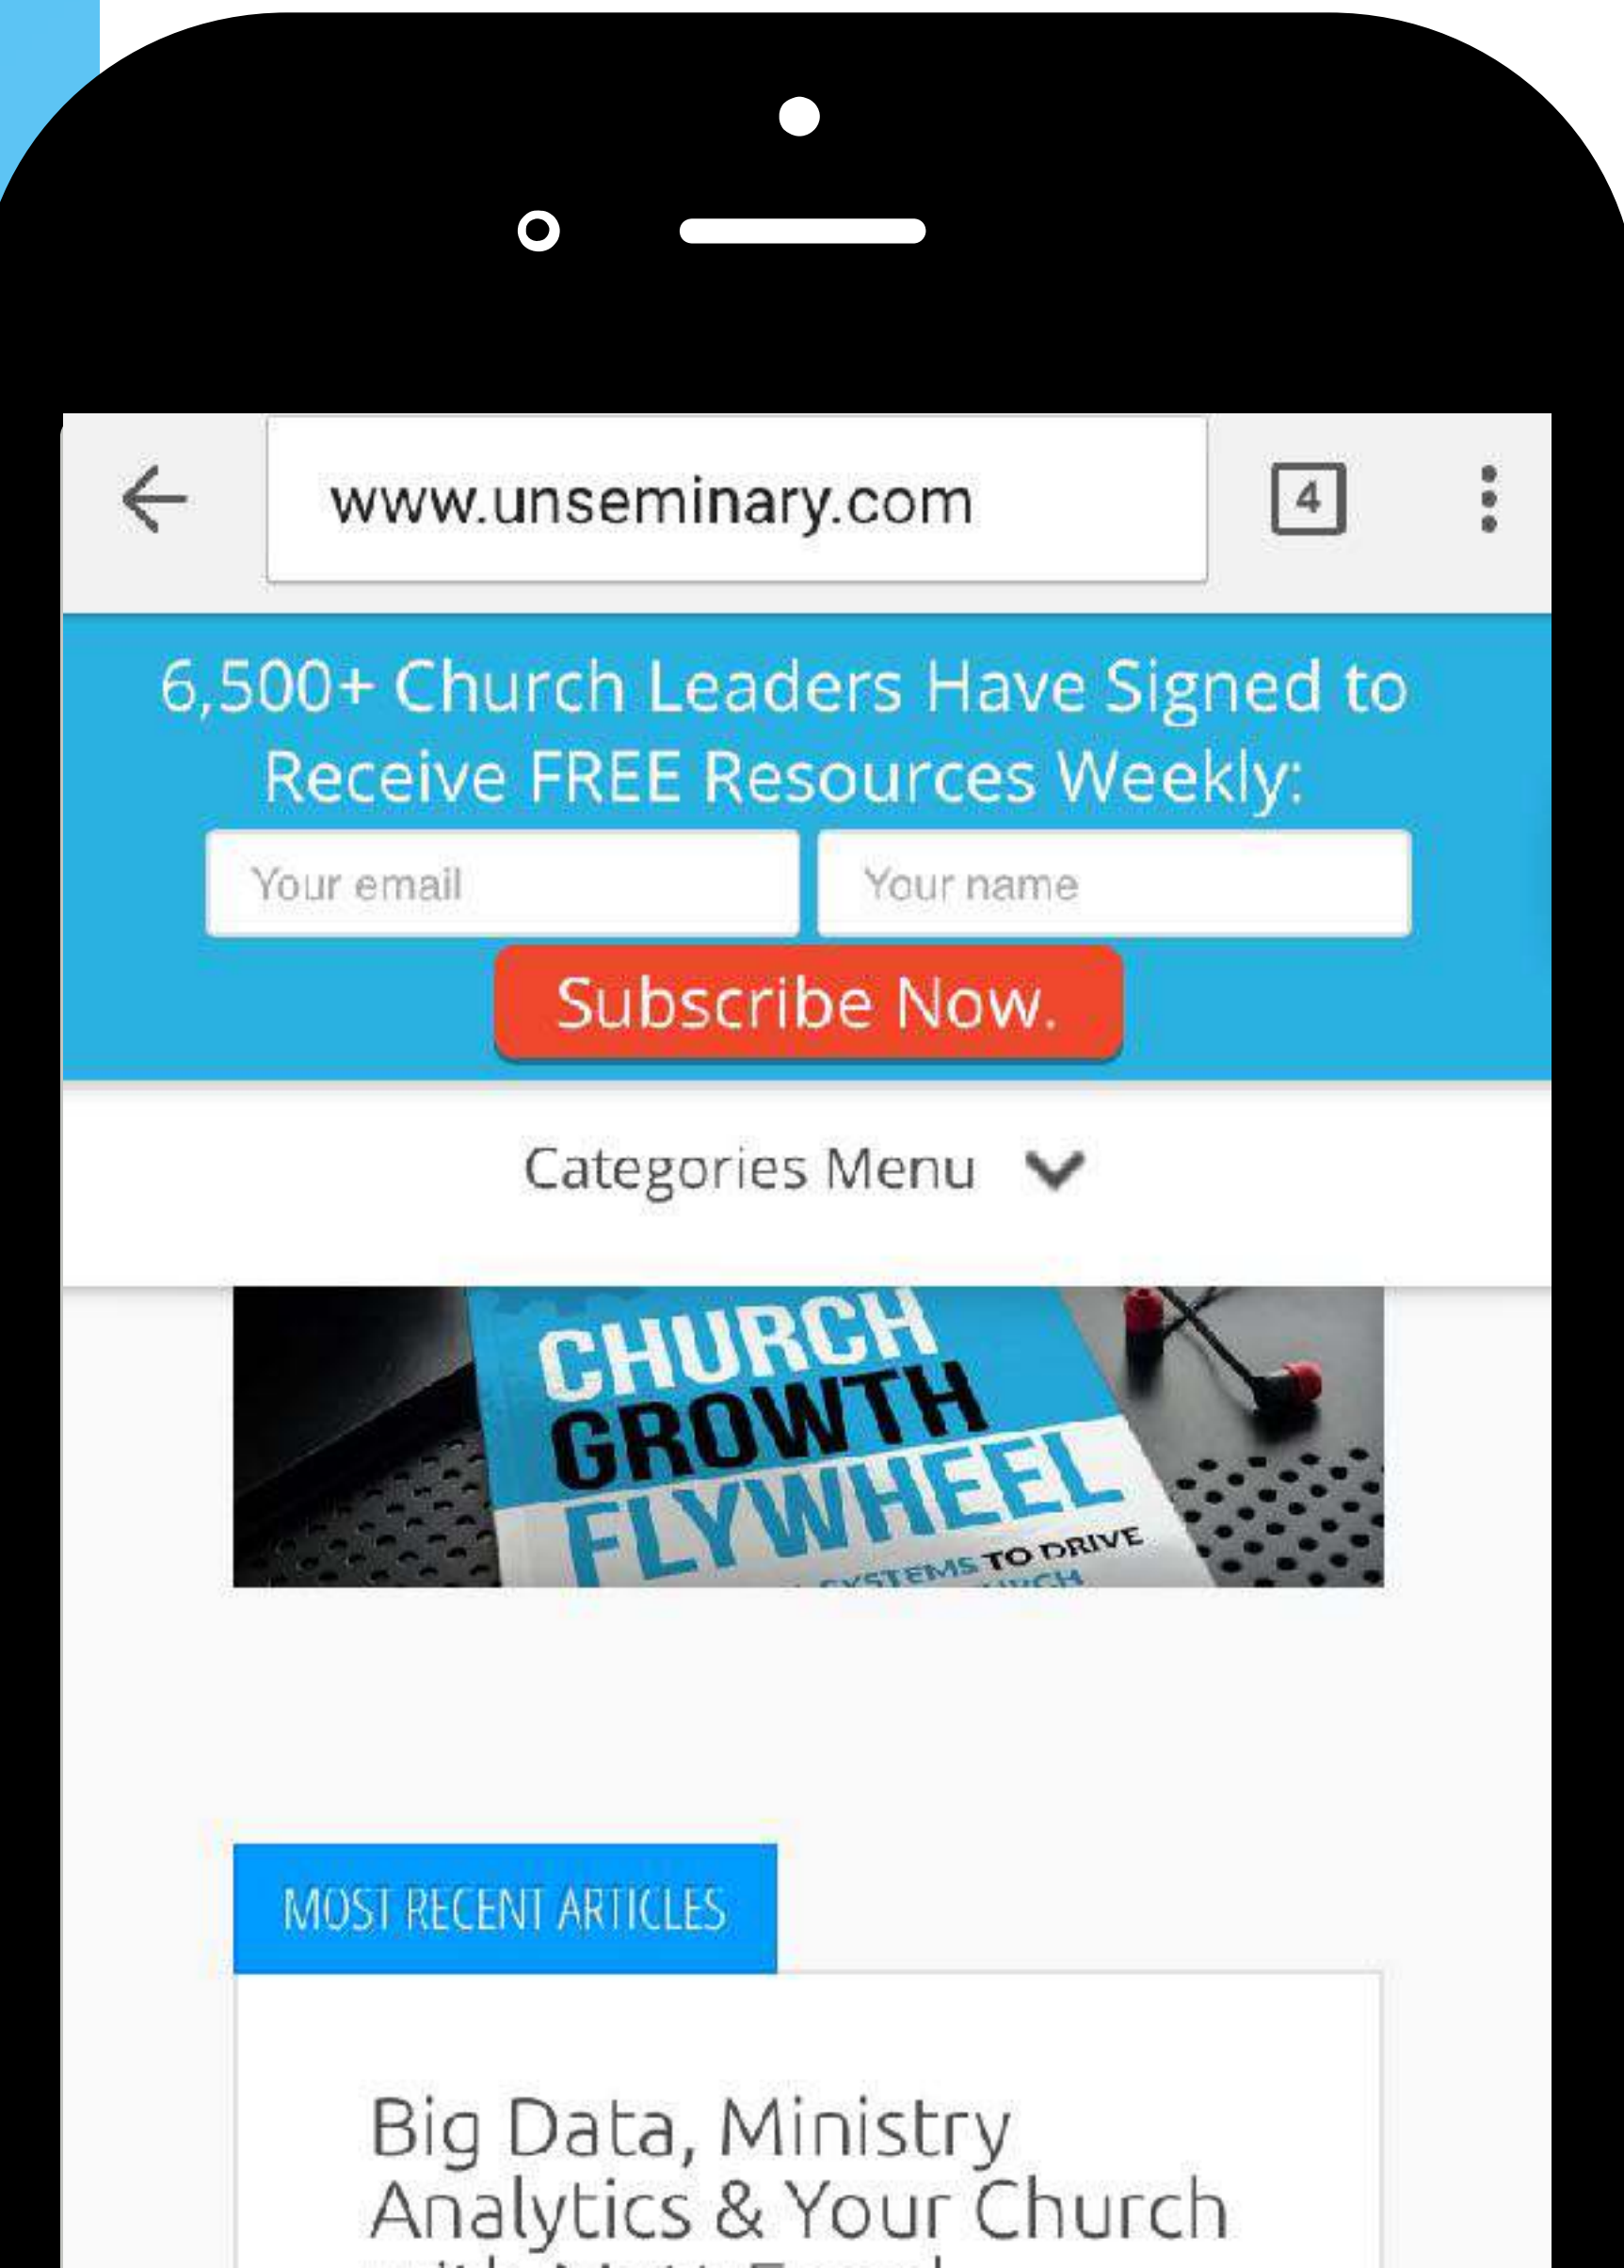 www.unseminary.com
4
6,500+ Church Leaders Have Signed to
Receive FREE Resources Weekly:
Your email
Your name
Subscribe Now.
Categories Menu
CHURCH
GROWTH
FLYWHEEL
SYSTEMS TO DRIVE
MOST RECENT ARTICLES
Big Data, Ministry
Analytics & Your Church